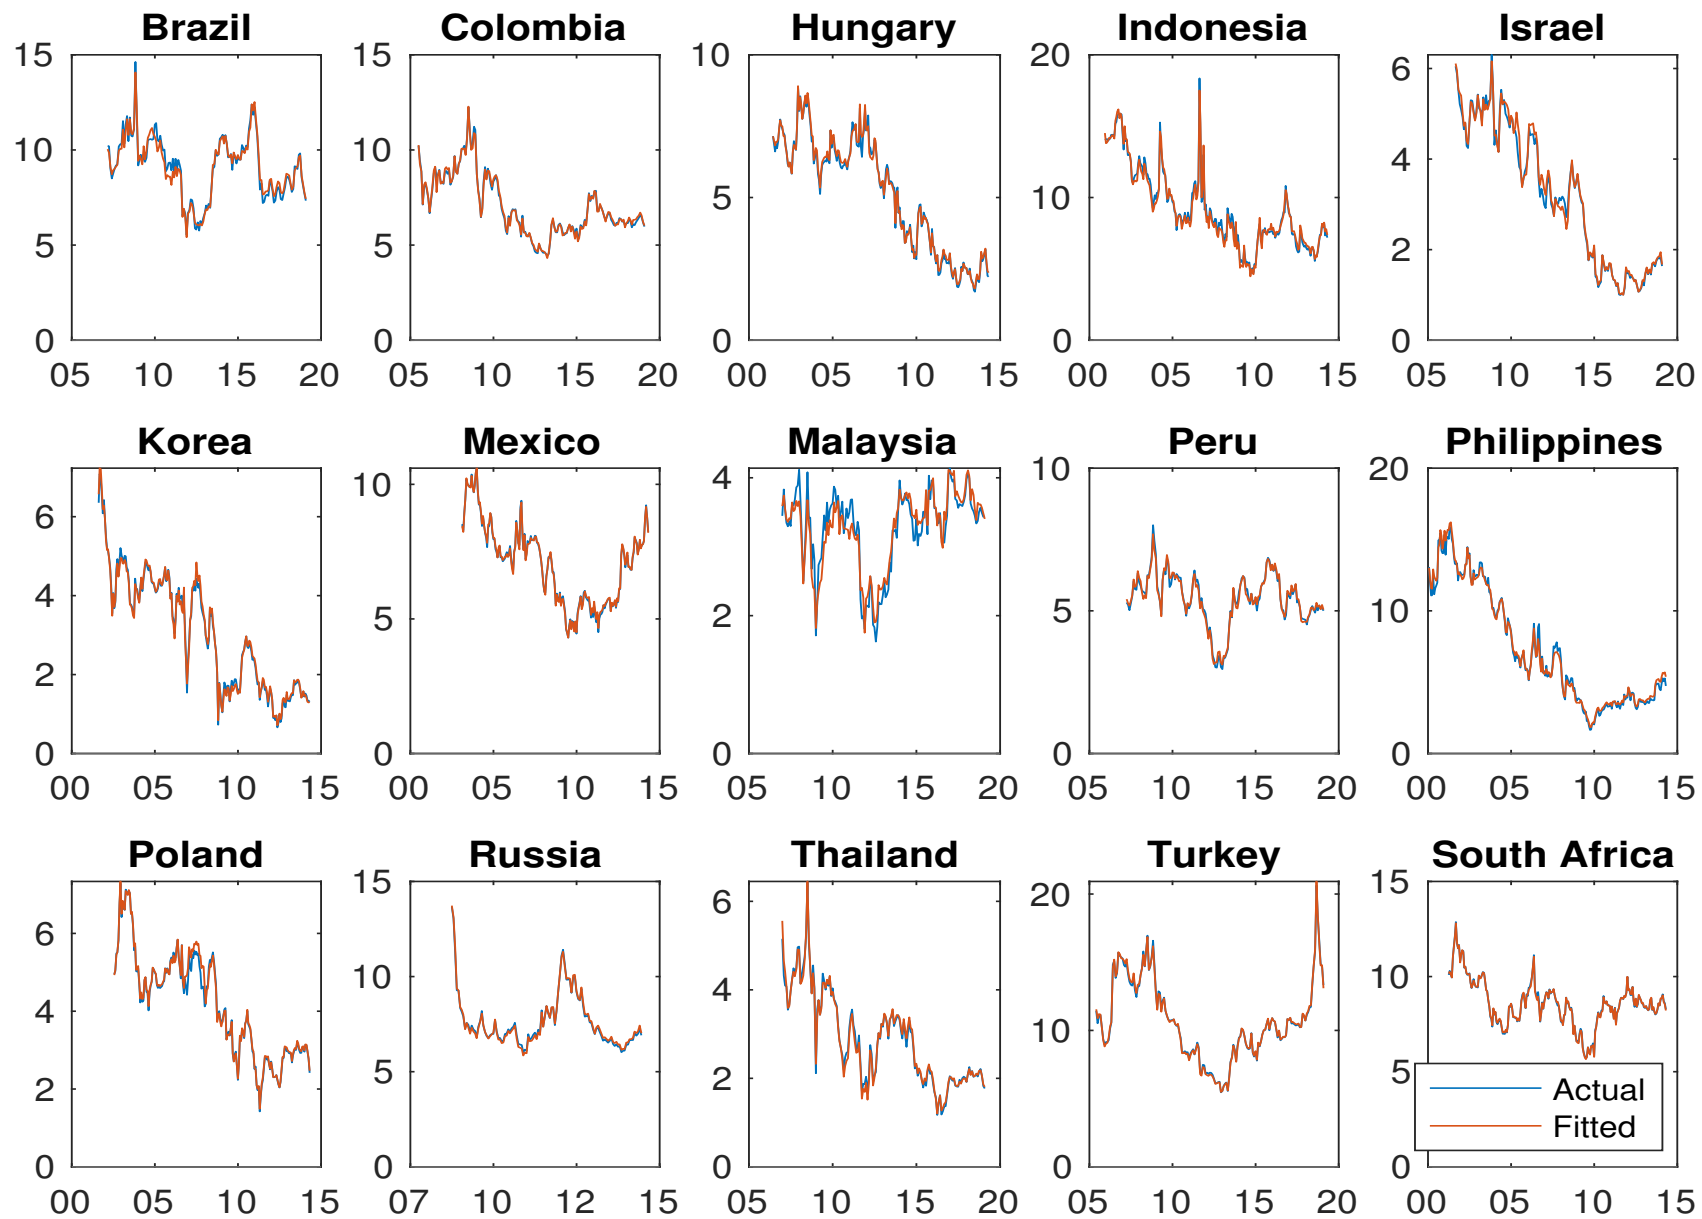 Brazil Colombia Hungary Indonesia Israel
15 15 10 20 6
10 10 4
5 5 5 10 2
0 0 0 0 0
05 10 15 20 05 10 15 20 00 05 10 15 00 05 10 15 05 10 15 20
Korea Mexico Malaysia Peru Philippines
6 10 4 10 20
4 5 2 5 10
2
0 0 0 0 0
00 05 10 15 00 05 10 15 05 10 15 20 05 10 15 20 00 05 10 15
Poland Russia Thailand Turkey South Africa
6 15 6 20 15
4 10 4 10 10
2 5 2 5
Actual
Fitted
0 0 0 0 0
00 05 10 15 07 10 12 15 05 10 15 20 05 10 15 20 00 05 10 15